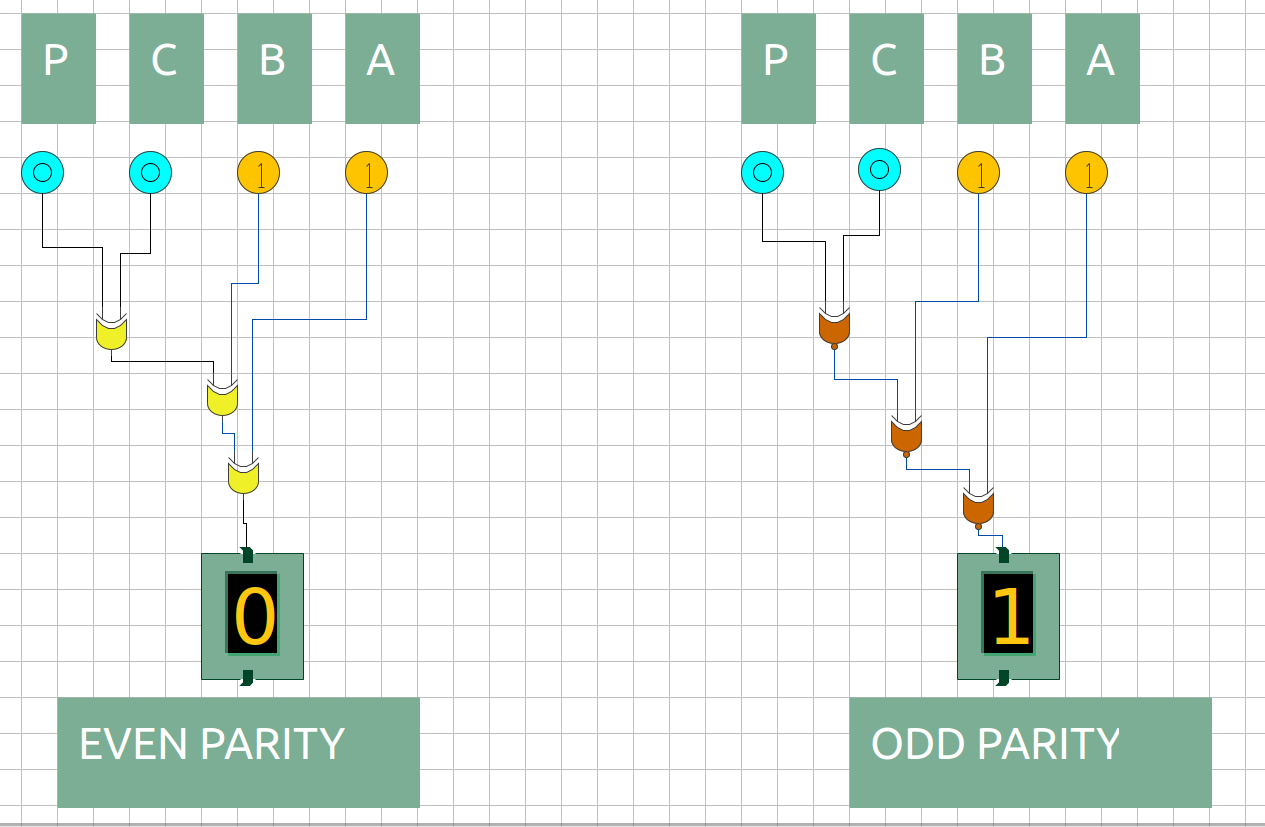 P C B A
P C B A
0 0 1 1
0 0 1 1
0
1
EVEN PARITY
ODD PARITY